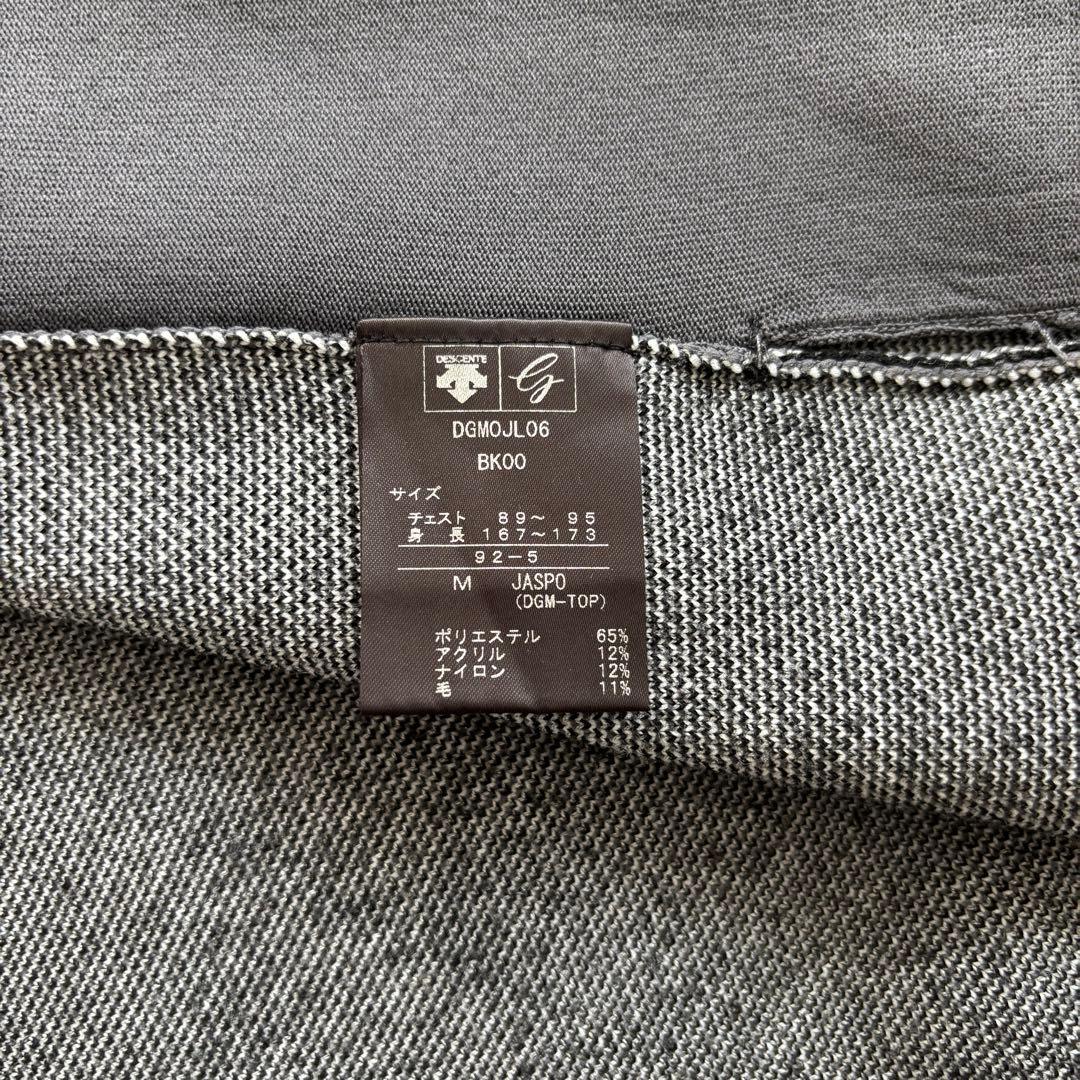 DESCENTE
G
DGMOJL06
BK00
サイズ
チェスト 89～ 95
身 長 167～173
92-5
M JASPO
(DGM-TOP)
ポリエステル 65%
アクリル 12%
ナイロン 12%
毛 11%